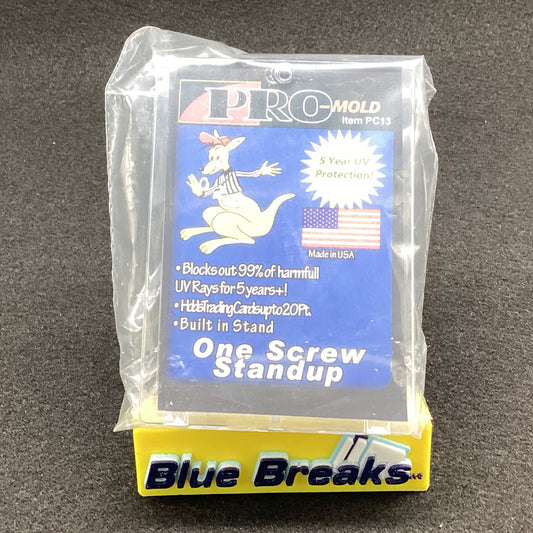 PRO-MOLD
Item PC13
5 Year UV
Protection!
Made in USA
• Blocks out 99% of harmfull
UV Rays for 5 years+!
• Holds Trading Cards up to 20 Pt.
• Built in Stand
One Screw
Standup
Blue Breaks